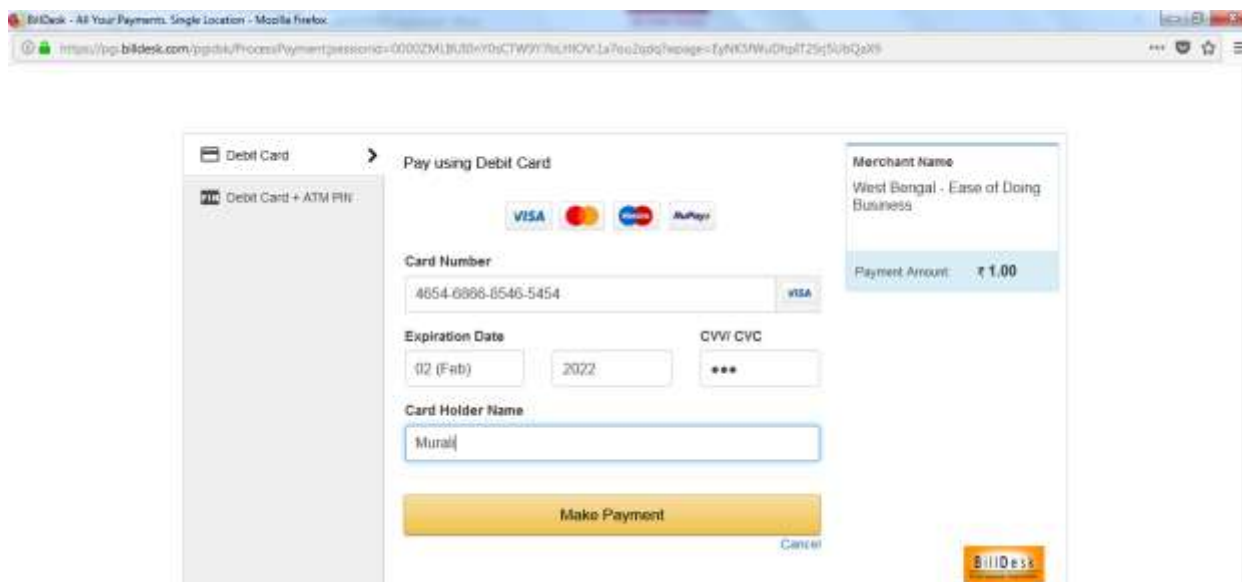 BillDesk - All Your Payments. Single Location - Mozilla Firefox
Debit Card
Debit Card + ATM PIN
Pay using Debit Card
VISA
RuPay
Card Number
4654-6866-8546-5454
VISA
Expiration Date
CVV/ CVC
02 (Feb)
2022
Card Holder Name
Murali
Make Payment
Cancel
Merchant Name
West Bengal - Ease of Doing
Business
Payment Amount
₹ 1.00
BillDesk